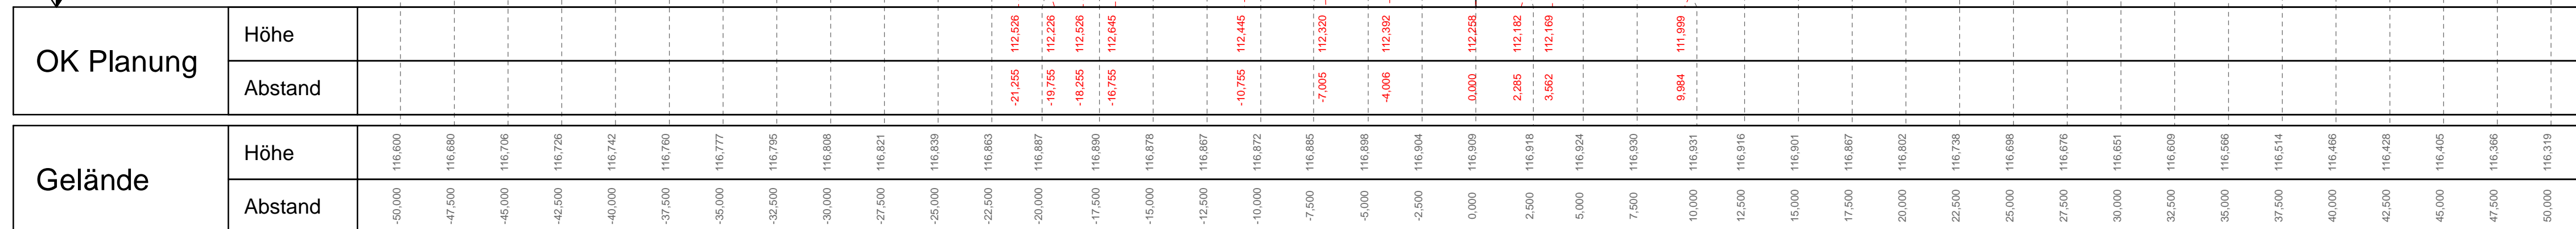 OK Planung
Höhe
112,526 112,226 112,526 112,645 112,445 112,320 112,392 112,258 112,182 112,169 111,999
Abstand
-21,255 -19,755 -18,255 -16,755 -10,755 -7,005 -4,006 0,000 2,285 3,562 9,984
Gelände
Höhe
116,600 116,680 116,706 116,726 116,742 116,760 116,777 116,795 116,808 116,821 116,839 116,863 116,887 116,890 116,878 116,867 116,872 116,885 116,898 116,904 116,909 116,918 116,924 116,930 116,931 116,916 116,901 116,867 116,802 116,738 116,698 116,676 116,651 116,609 116,566 116,514 116,466 116,428 116,405 116,366 116,319
Abstand
-50,000 -47,500 -45,000 -42,500 -40,000 -37,500 -35,000 -32,500 -30,000 -27,500 -25,000 -22,500 -20,000 -17,500 -15,000 -12,500 -10,000 -7,500 -5,000 -2,500 0,000 2,500 5,000 7,500 10,000 12,500 15,000 17,500 20,000 22,500 25,000 27,500 30,000 32,500 35,000 37,500 40,000 42,500 45,000 47,500 50,000